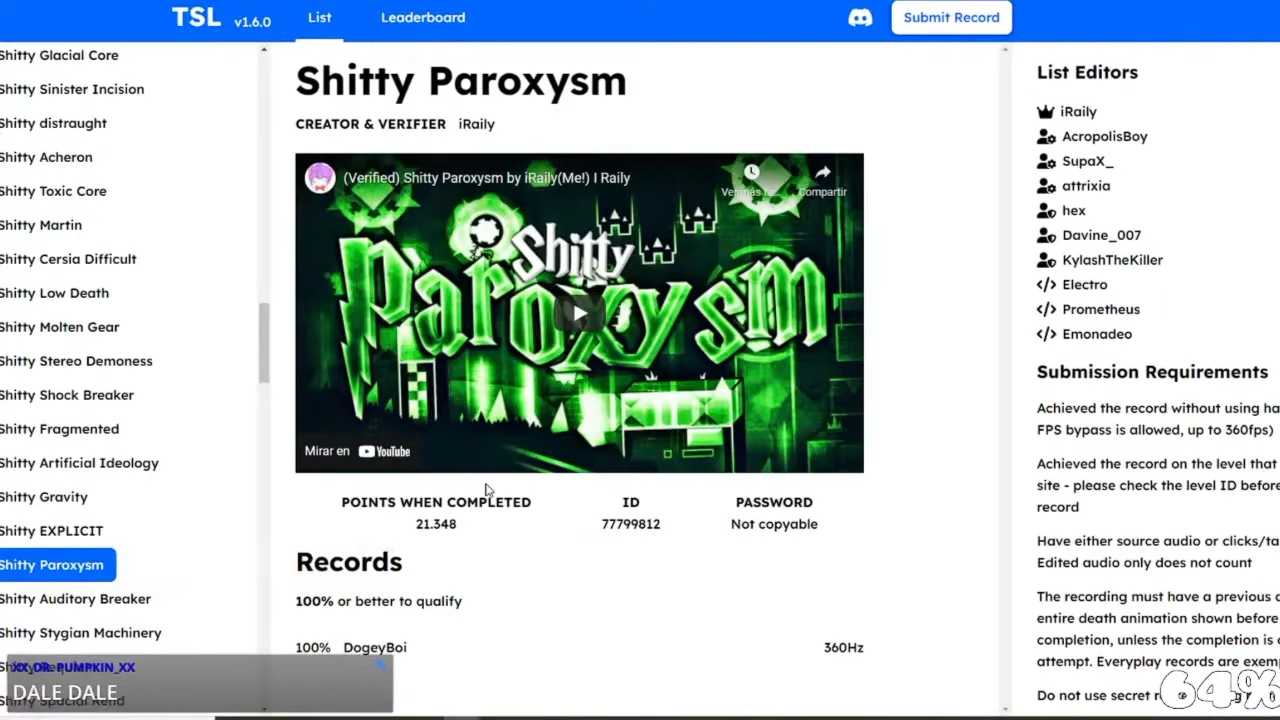 TSL v1.6.0 List Leaderboard Submit Record
Shitty Glacial Core
Shitty Sinister Incision
Shitty distraught
Shitty Acheron
Shitty Toxic Core
Shitty Martin
Shitty Cersia Difficult
Shitty Low Death
Shitty Molten Gear
Shitty Stereo Demoness
Shitty Shock Breaker
Shitty Fragmented
Shitty Artificial Ideology
Shitty Gravity
Shitty EXPLICIT
Shitty Paroxysm
Shitty Auditory Breaker
Shitty Stygian Machinery
XX_DR_PUMPKIN_XX
DALE DALE
Shitty Paroxysm
CREATOR & VERIFIER iRaily
(Verified) Shitty Paroxysm by iRaily(Me!) I Raily
Compartir
Shitty
Paroxysm
Mirar en YouTube
POINTS WHEN COMPLETED ID PASSWORD
21.348 77799812 Not copyable
Records
100% or better to qualify
100% DogeyBoi 360Hz
List Editors
iRaily
AcropolisBoy
SupaX_
attrixia
hex
Davine_007
KylashTheKiller
Electro
Prometheus
Emonadeo
Submission Requirements
Achieved the record without using ha
FPS bypass is allowed, up to 360fps)
Achieved the record on the level that
site - please check the level ID before
record
Have either source audio or clicks/ta
Edited audio only does not count
The recording must have a previous a
entire death animation shown before
completion, unless the completion is o
attempt. Everyplay records are exemp
Do not use secret
64%